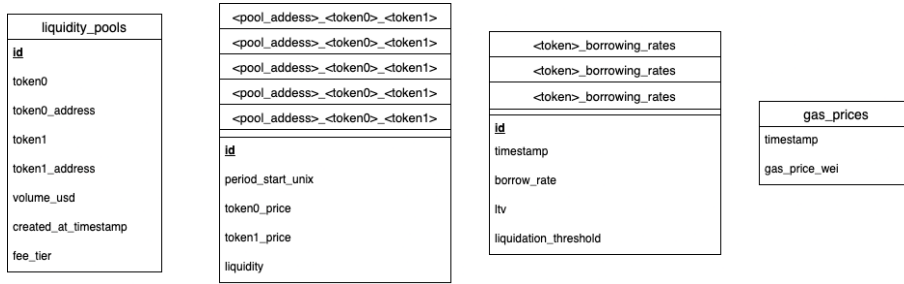 liquidity_pools
id
token0
token0_address
token1
token1_address
volume_usd
created_at_timestamp
fee_tier
<pool_addess>_<token0>_<token1>
<pool_addess>_<token0>_<token1>
<pool_addess>_<token0>_<token1>
<pool_addess>_<token0>_<token1>
<pool_addess>_<token0>_<token1>
id
period_start_unix
token0_price
token1_price
liquidity
<token>_borrowing_rates
<token>_borrowing_rates
<token>_borrowing_rates
id
timestamp
borrow_rate
ltv
liquidation_threshold
gas_prices
timestamp
gas_price_wei